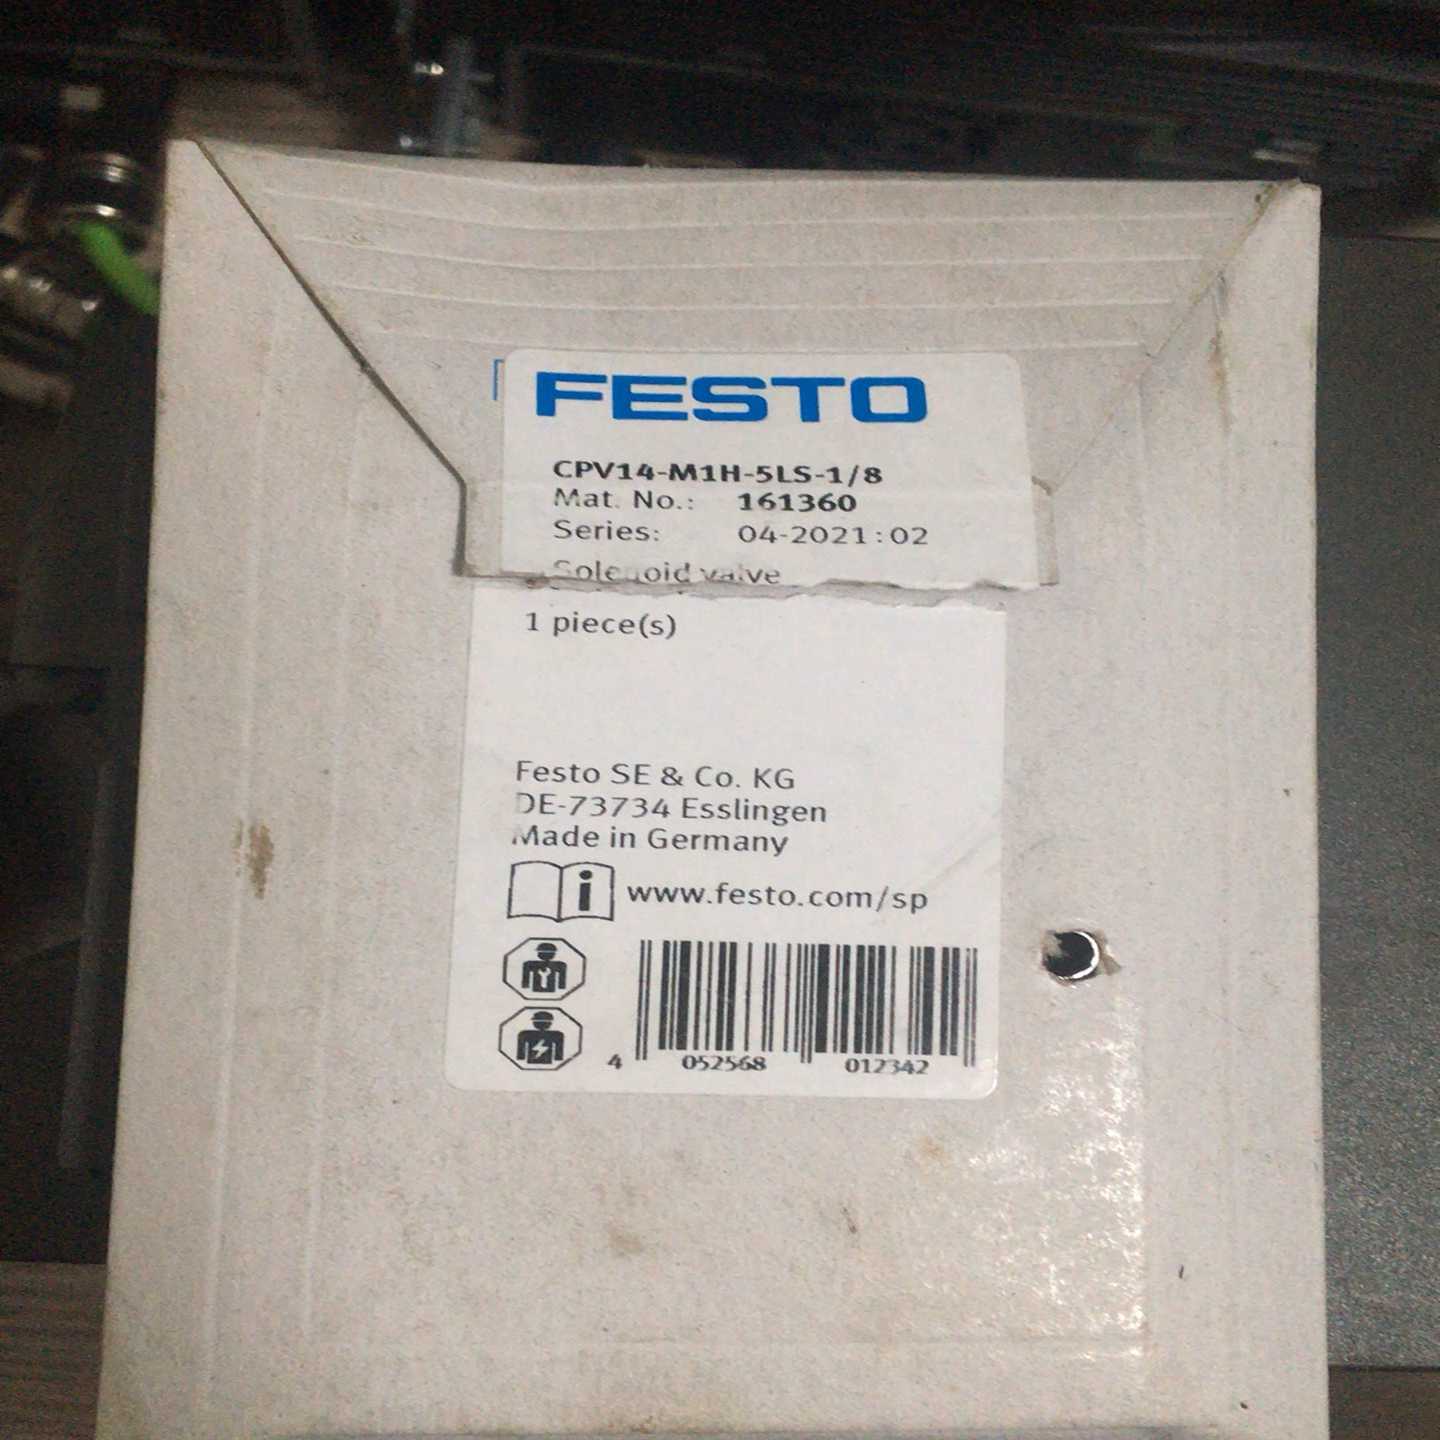 FESTO
CPV14-M1H-5LS-1/8
Mat. No.: 161360
Series: 04-2021:02
Solenoid valve
1 piece(s)
Festo SE & Co. KG
DE-73734 Esslingen
Made in Germany
i www.festo.com/sp
4 052568 012342